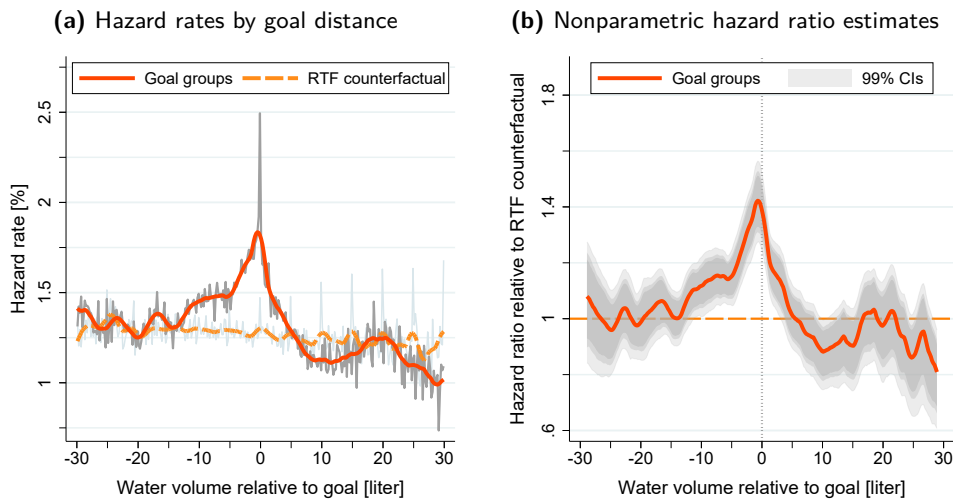 (a) Hazard rates by goal distance
Goal groups
RTF counterfactual
Hazard rate [%]
2.5
2
1.5
1
-30 -20 -10 0 10 20 30
Water volume relative to goal [liter]
(b) Nonparametric hazard ratio estimates
Goal groups
99% CIs
Hazard ratio relative to RTF counterfactual
1.8
1.4
1
.6
-30 -20 -10 0 10 20 30
Water volume relative to goal [liter]